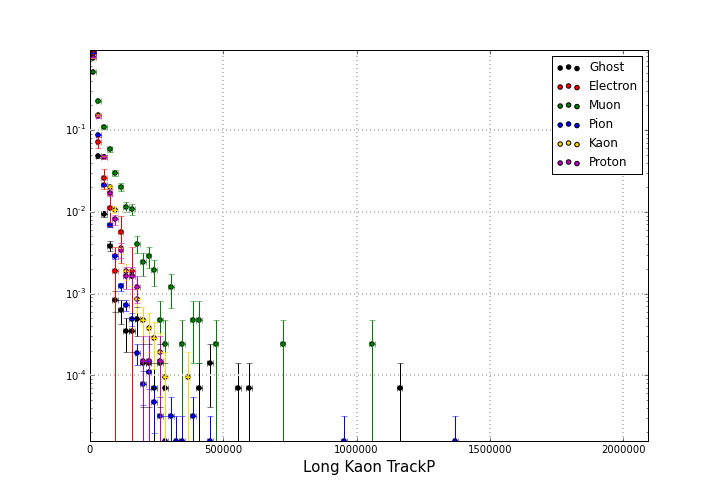 Ghost
Electron
Muon
Pion
Kaon
Proton
10^-1
10^-2
10^-3
10^-4
0 500000 1000000 1500000 2000000
Long Kaon TrackP